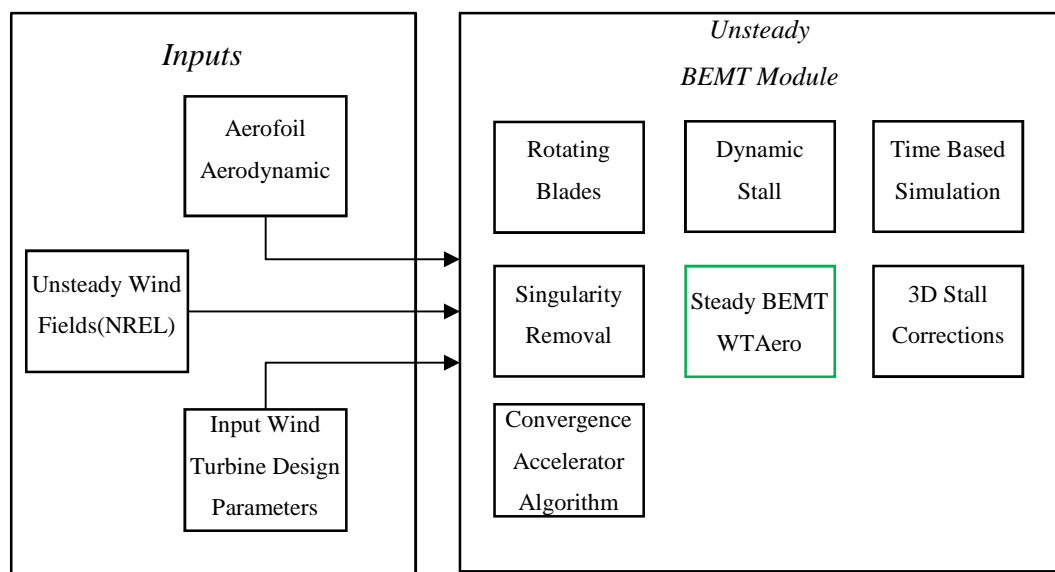 Inputs
Aerofoil
Aerodynamic
Unsteady Wind
Fields(NREL)
Input Wind
Turbine Design
Parameters
Unsteady
BEMT Module
Rotating
Blades
Dynamic
Stall
Time Based
Simulation
Singularity
Removal
Steady BEMT
WTAero
3D Stall
Corrections
Convergence
Accelerator
Algorithm